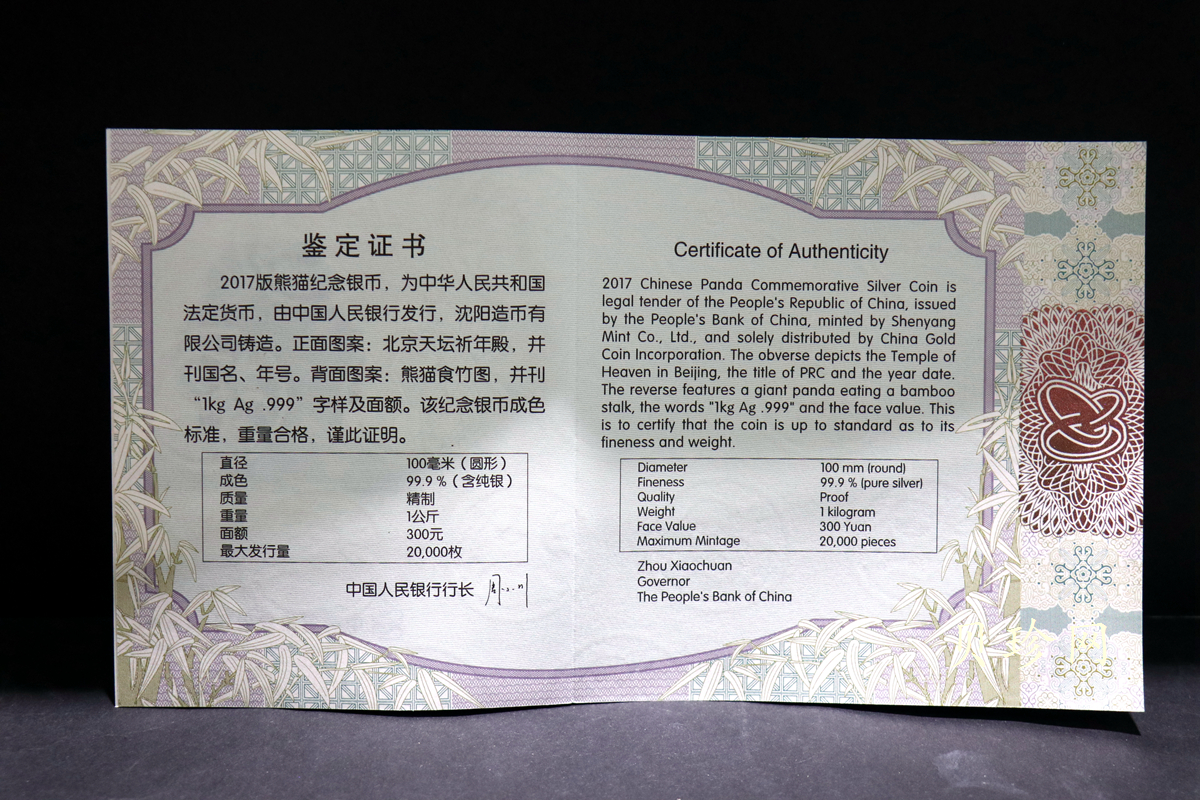 鉴定证书
2017版熊猫纪念银币，为中华人民共和国
法定货币，由中国人民银行发行，沈阳造币有
限公司铸造。正面图案：北京天坛祈年殿，并
刊国名、年号。背面图案：熊猫食竹图，并刊
“1kg Ag .999”字样及面额。该纪念银币成色
标准，重量合格，谨此证明。
直径 100毫米（圆形）
成色 99.9 %（含纯银）
质量 精制
重量 1公斤
面额 300元
最大发行量 20,000枚
中国人民银行行长
Certificate of Authenticity
2017 Chinese Panda Commemorative Silver Coin is
legal tender of the People's Republic of China, issued
by the People's Bank of China, minted by Shenyang
Mint Co., Ltd., and solely distributed by China Gold
Coin Incorporation. The obverse depicts the Temple of
Heaven in Beijing, the title of PRC and the year date.
The reverse features a giant panda eating a bamboo
stalk, the words "1kg Ag .999" and the face value. This
is to certify that the coin is up to standard as to its
fineness and weight.
Diameter 100 mm (round)
Fineness 99.9 % (pure silver)
Quality Proof
Weight 1 kilogram
Face Value 300 Yuan
Maximum Mintage 20,000 pieces
Zhou Xiaochuan
Governor
The People's Bank of China